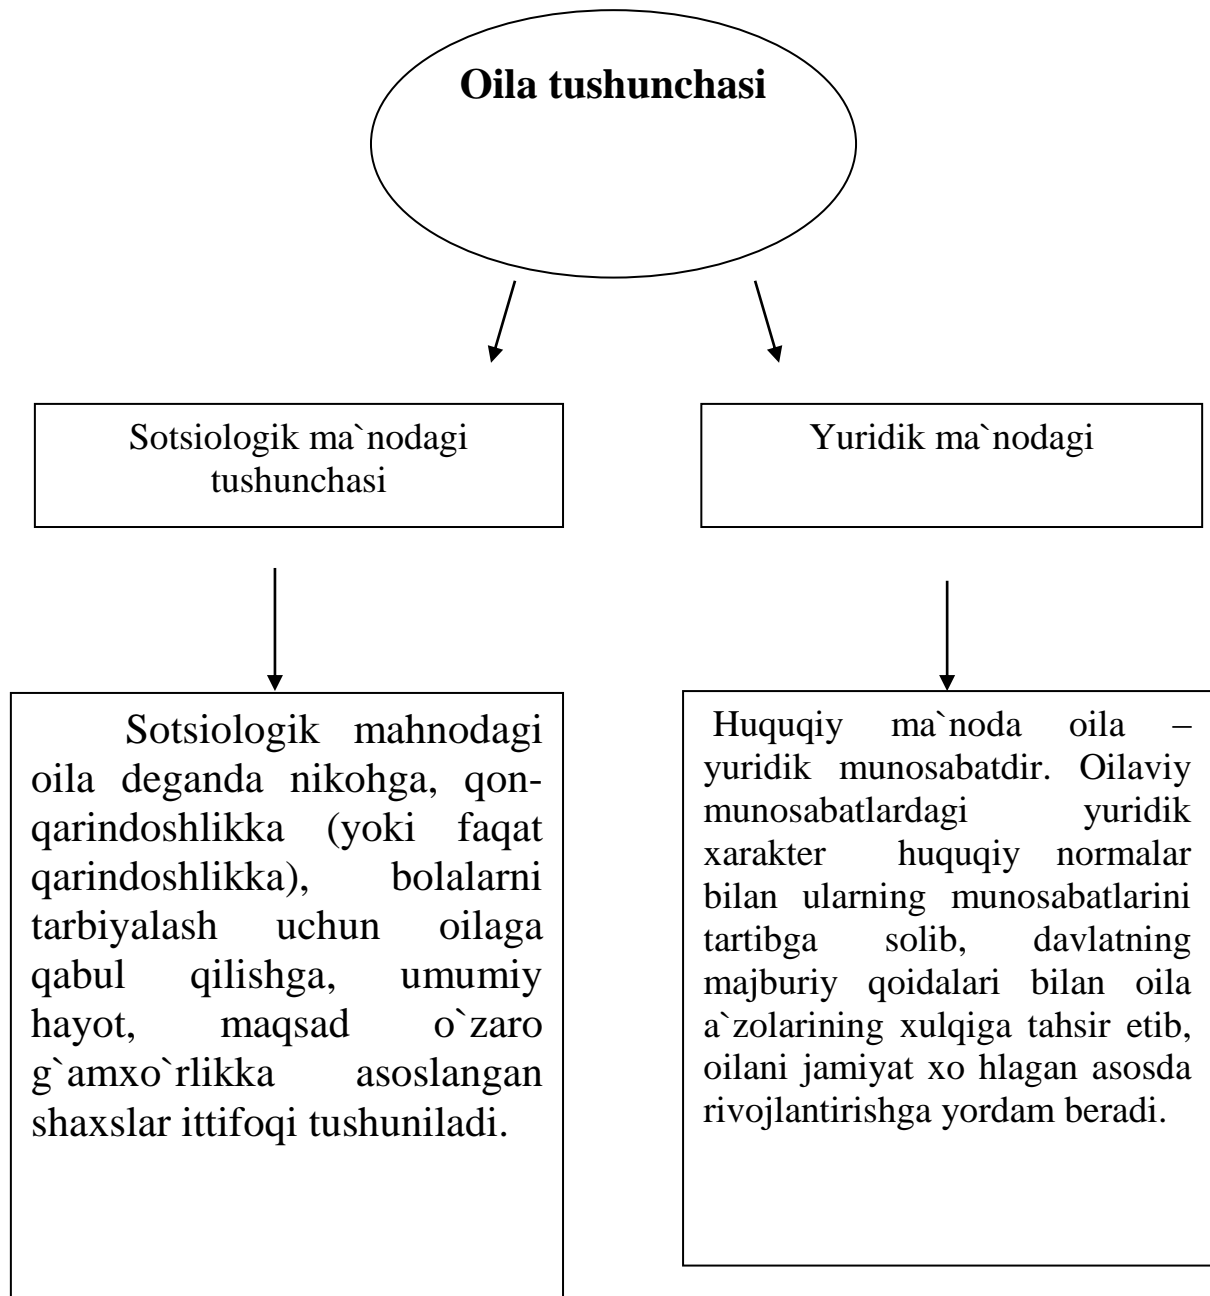 Oila tushunchasi
Sotsiologik ma`nodagi
tushunchasi
Yuridik ma`nodagi
Sotsiologik mahnodagi
oila deganda nikohga, qon-
qarindoshlikka (yoki faqat
qarindoshlikka), bolalarni
tarbiyalash uchun oilaga
qabul qilishga, umumiy
hayot, maqsad o`zaro
g`amxo`rlikka asoslangan
shaxslar ittifoqi tushuniladi.
Huquqiy ma`noda oila –
yuridik munosabatdir. Oilaviy
munosabatlardagi yuridik
xarakter huquqiy normalar
bilan ularning munosabatlarini
tartibga solib, davlatning
majburiy qoidalari bilan oila
a`zolarining xulqiga tahsir etib,
oilani jamiyat xo hlagan asosda
rivojlantirishga yordam beradi.